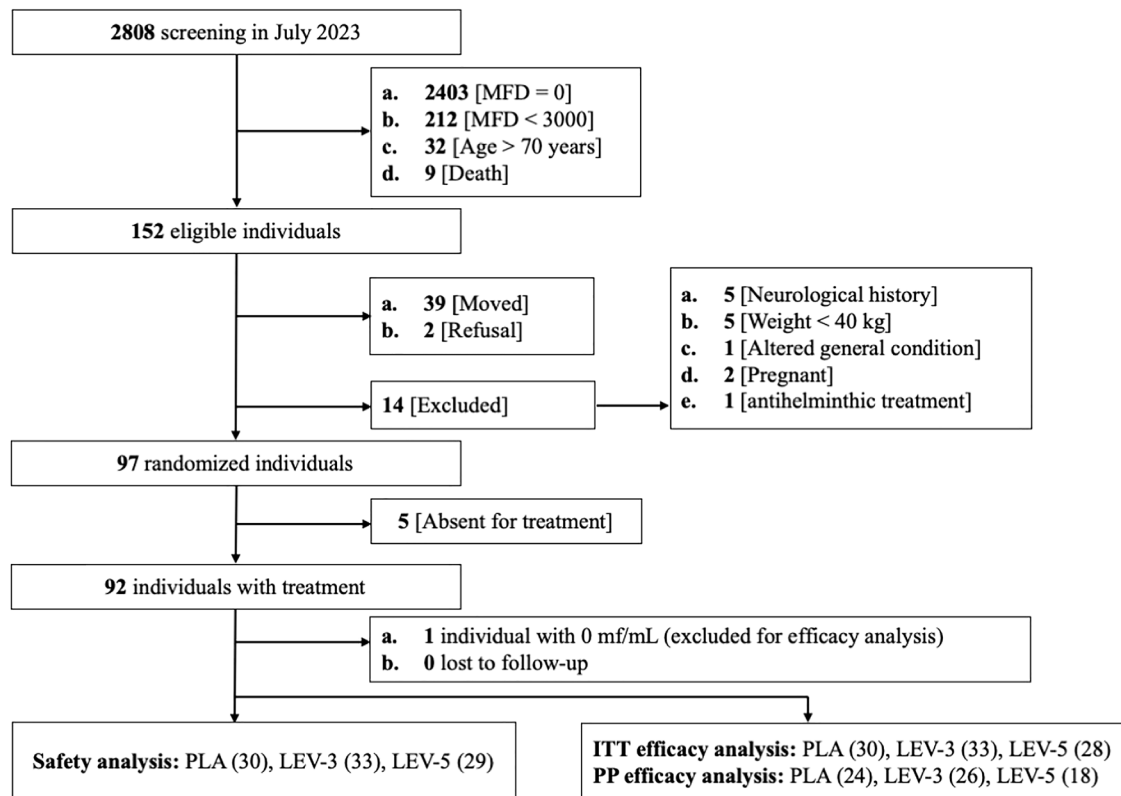 2808 screening in July 2023
a. 2403 [MFD = 0]
b. 212 [MFD < 3000]
c. 32 [Age > 70 years]
d. 9 [Death]
152 eligible individuals
a. 39 [Moved]
b. 2 [Refusal]
14 [Excluded]
a. 5 [Neurological history]
b. 5 [Weight < 40 kg]
c. 1 [Altered general condition]
d. 2 [Pregnant]
e. 1 [antihelminthic treatment]
97 randomized individuals
5 [Absent for treatment]
92 individuals with treatment
a. 1 individual with 0 mf/mL (excluded for efficacy analysis)
b. 0 lost to follow-up
Safety analysis: PLA (30), LEV-3 (33), LEV-5 (29)
ITT efficacy analysis: PLA (30), LEV-3 (33), LEV-5 (28)
PP efficacy analysis: PLA (24), LEV-3 (26), LEV-5 (18)